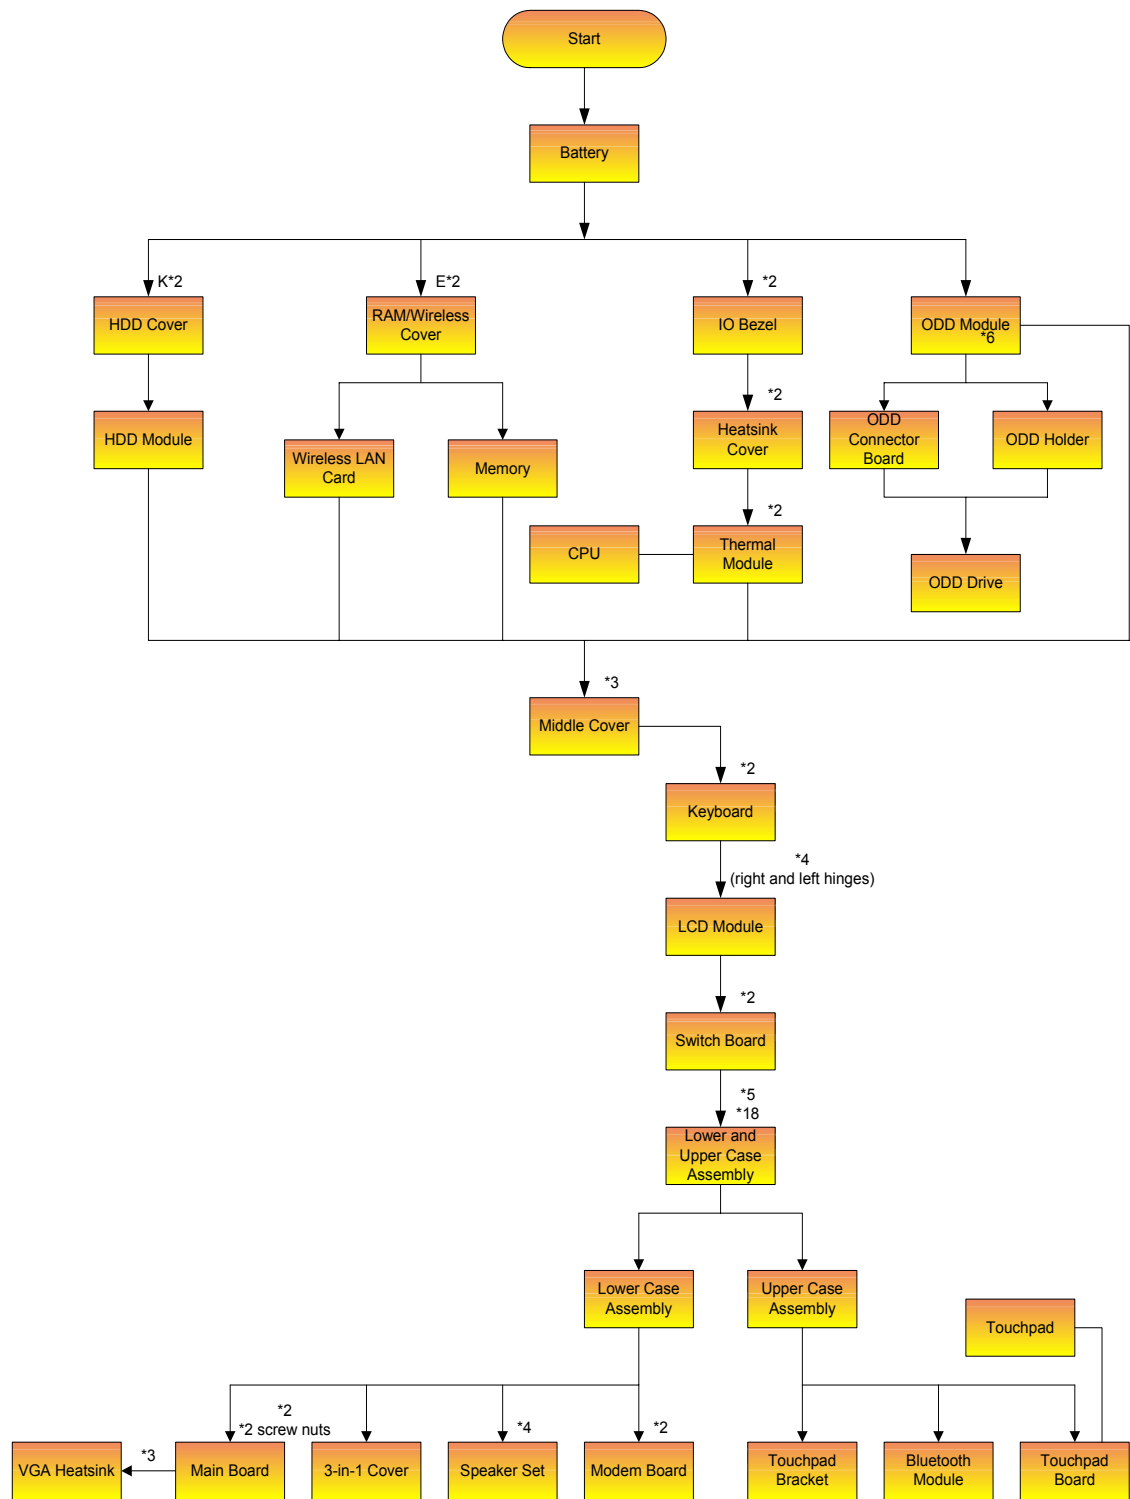 Start
Battery
K*2
E*2
*2
HDD Cover
RAM/Wireless
Cover
IO Bezel
ODD Module
*6
*2
HDD Module
Wireless LAN
Card
Memory
Heatsink
Cover
ODD
Connector
Board
ODD Holder
*2
CPU
Thermal
Module
ODD Drive
*3
Middle Cover
*2
Keyboard
*4
(right and left hinges)
LCD Module
*2
Switch Board
*5
*18
Lower and
Upper Case
Assembly
Lower Case
Assembly
Upper Case
Assembly
Touchpad
*2
*2 screw nuts
*4
*2
VGA Heatsink
*3
Main Board
3-in-1 Cover
Speaker Set
Modem Board
Touchpad
Bracket
Bluetooth
Module
Touchpad
Board